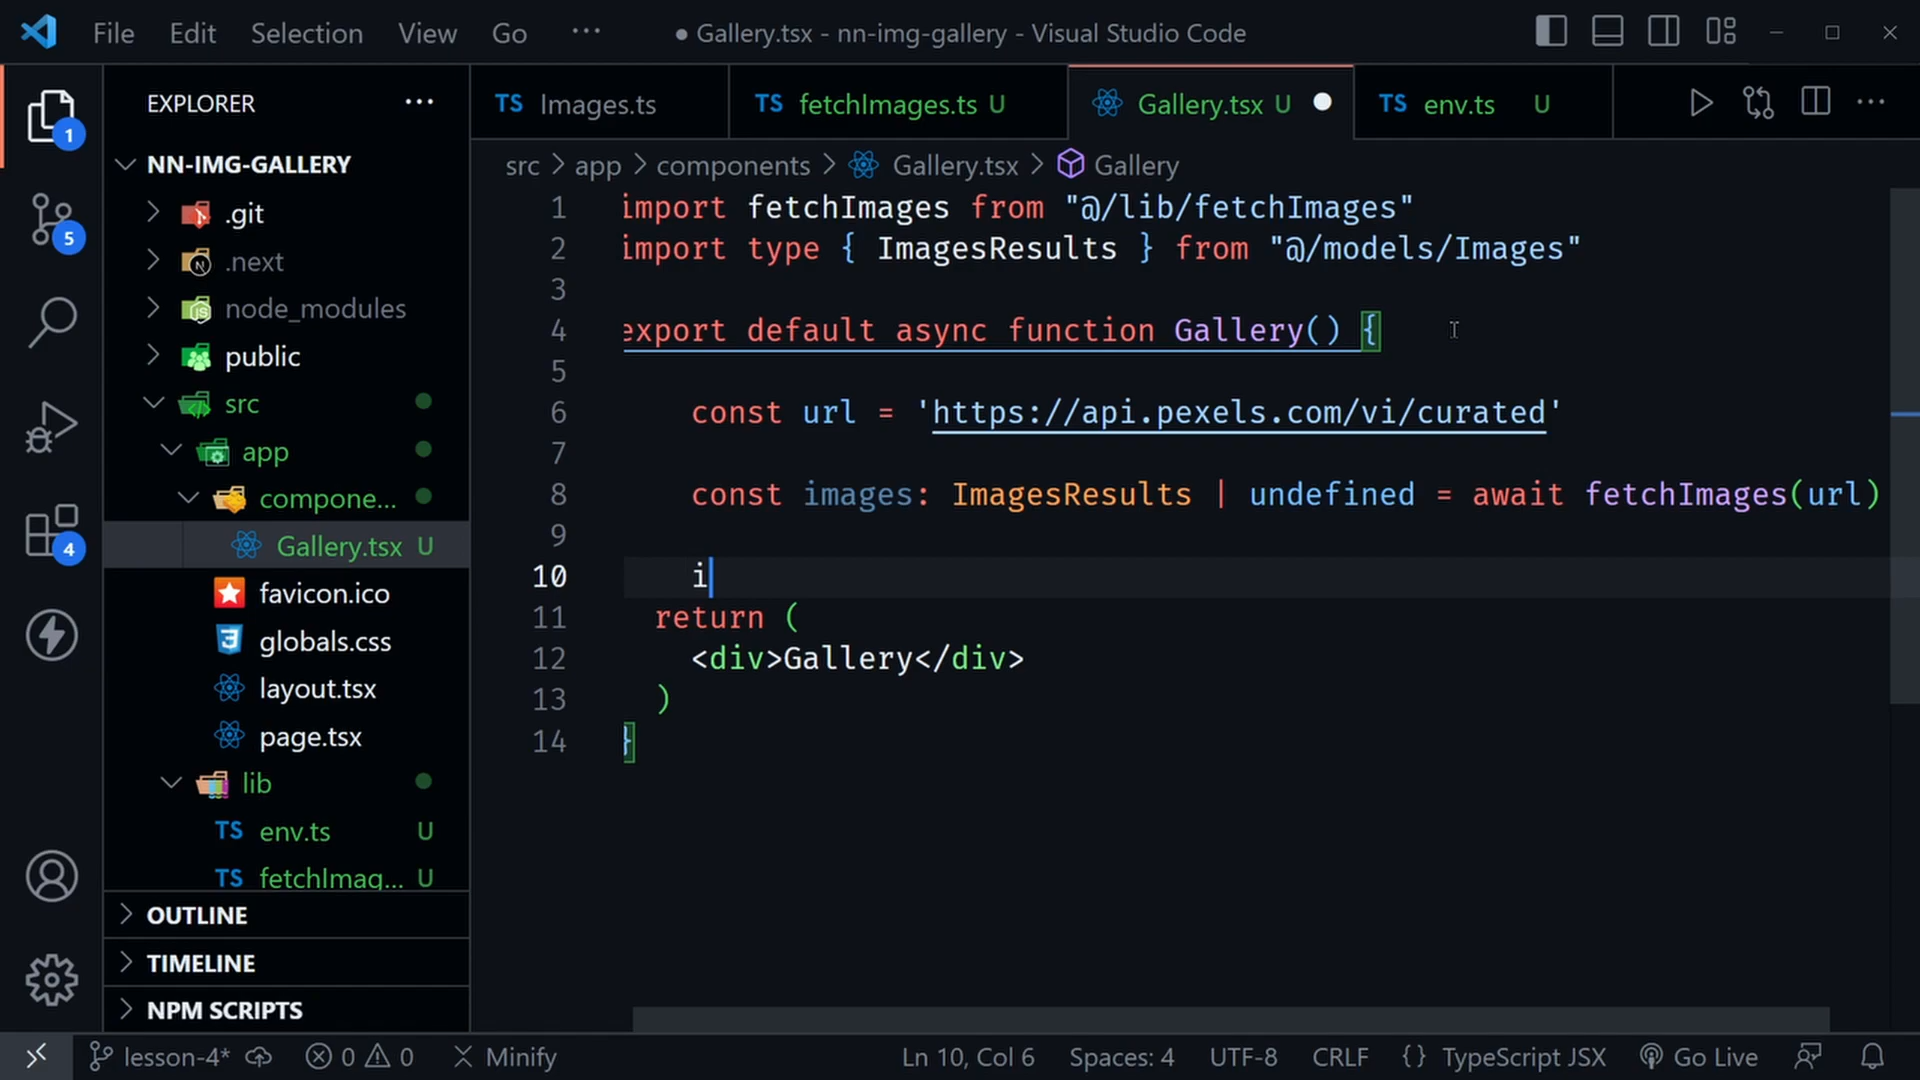 File Edit Selection View Go ··· ● Gallery.tsx - nn-img-gallery - Visual Studio Code
EXPLORER ···
TS Images.ts TS fetchImages.ts U Gallery.tsx U TS env.ts U
1
5
4
NN-IMG-GALLERY
.git
.next
node_modules
public
src
app
compone...
Gallery.tsx U
favicon.ico
globals.css
layout.tsx
page.tsx
lib
TS env.ts U
TS fetchImag... U
OUTLINE
TIMELINE
NPM SCRIPTS
src > app > components > Gallery.tsx > Gallery
1 import fetchImages from "@/lib/fetchImages"
2 import type { ImagesResults } from "@/models/Images"
3
4 export default async function Gallery() {
5
6 const url = 'https://api.pexels.com/vi/curated'
7
8 const images: ImagesResults | undefined = await fetchImages(url)
9
10 i
11 return (
12 <div>Gallery</div>
13 )
14 }
lesson-4* 0 0 Minify Ln 10, Col 6 Spaces: 4 UTF-8 CRLF {} TypeScript JSX Go Live